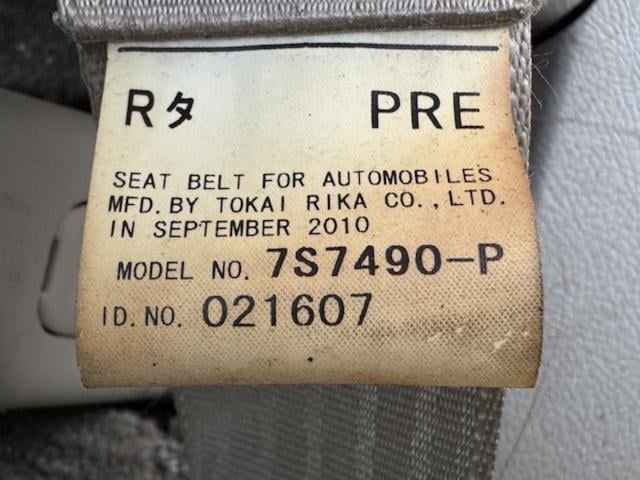 Rタ PRE
SEAT BELT FOR AUTOMOBILES
MFD. BY TOKAI RIKA CO., LTD.
IN SEPTEMBER 2010
MODEL NO. 7S7490-P
ID. NO. 021607